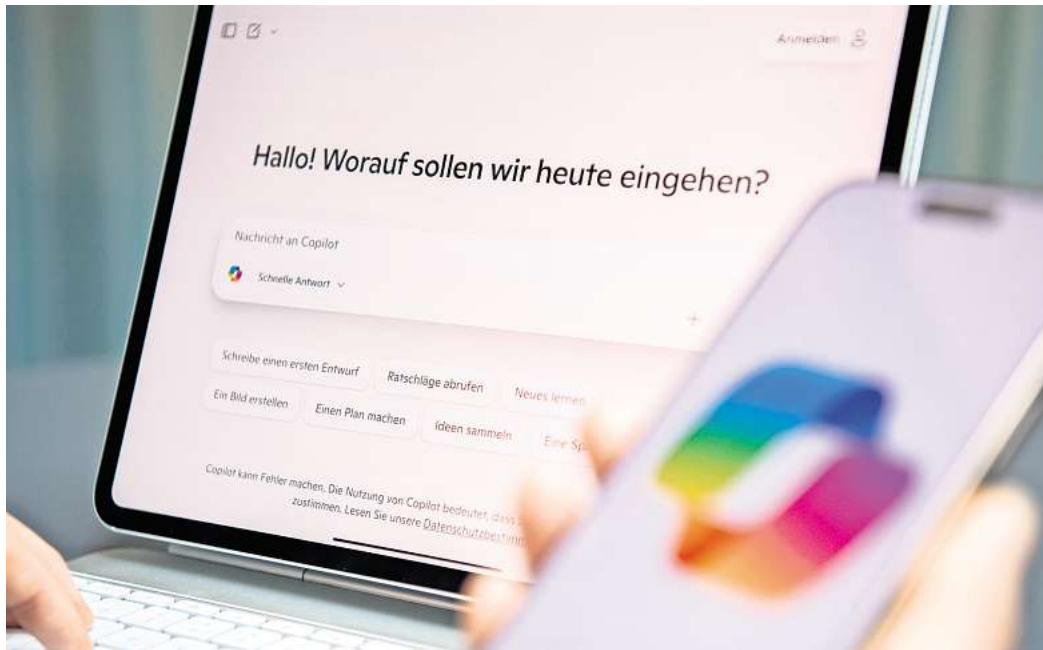 Anmelden
Hallo! Worauf sollen wir heute eingehen?
Nachricht an Copilot
Schnelle Antwort
Schreibe einen ersten Entwurf
Ratschläge abrufen
Neues lernen
Ein Bild erstellen
Einen Plan machen
Ideen sammeln
Eine
Copilot kann Fehler machen. Die Nutzung von Copilot bedeutet, dass
zustimmen. Lesen Sie unsere